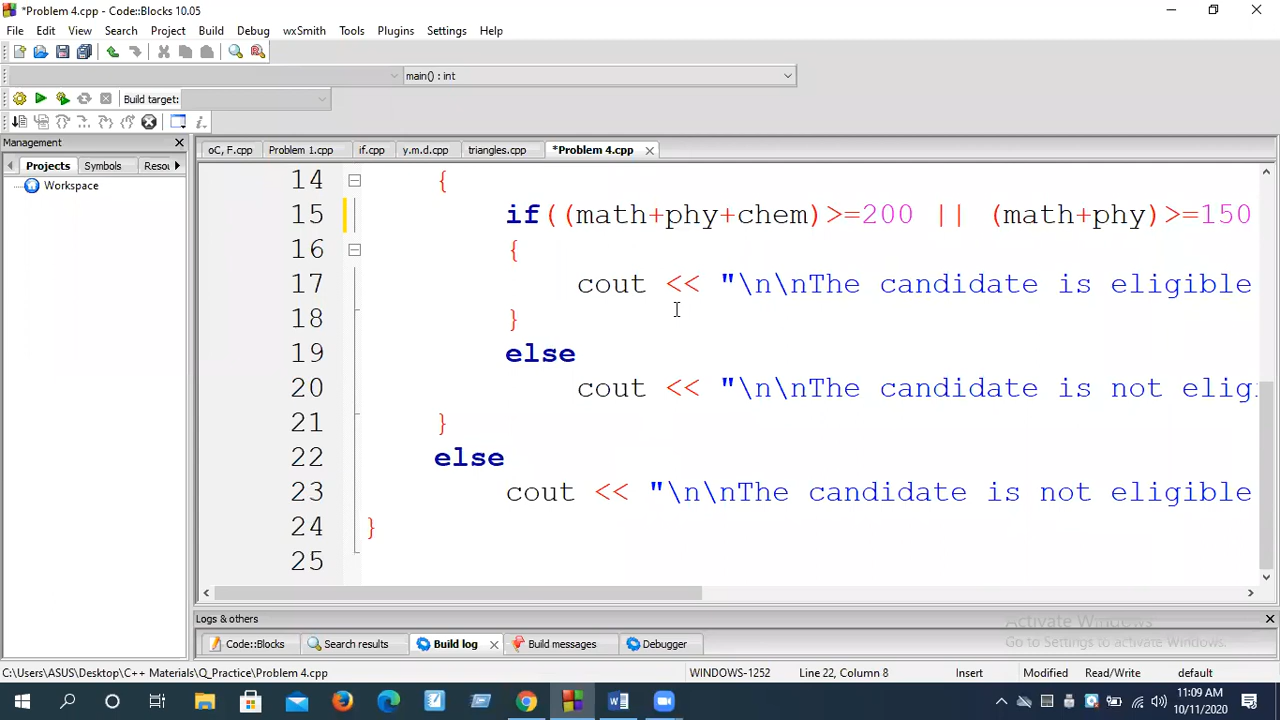 *Problem 4.cpp - Code::Blocks 10.05
File Edit View Search Project Build Debug wxSmith Tools Plugins Settings Help
main() : int
Build target:
Management
Projects Symbols Resou
Workspace
oC, F.cpp Problem 1.cpp if.cpp y.m.d.cpp triangles.cpp *Problem 4.cpp
14 {
15 if((math+phy+chem)>=200 || (math+phy)>=150
16 {
17 cout << "\n\nThe candidate is eligible
18 }
19 else
20 cout << "\n\nThe candidate is not elig
21 }
22 else
23 cout << "\n\nThe candidate is not eligible
24 }
25
Logs & others
Code::Blocks Search results Build log Build messages Debugger
Activate Windows
Go to Settings to activate Windows.
C:\Users\ASUS\Desktop\C++ Materials\Q_Practice\Problem 4.cpp WINDOWS-1252 Line 22, Column 8 Insert Modified Read/Write default
11:09 AM
10/11/2020